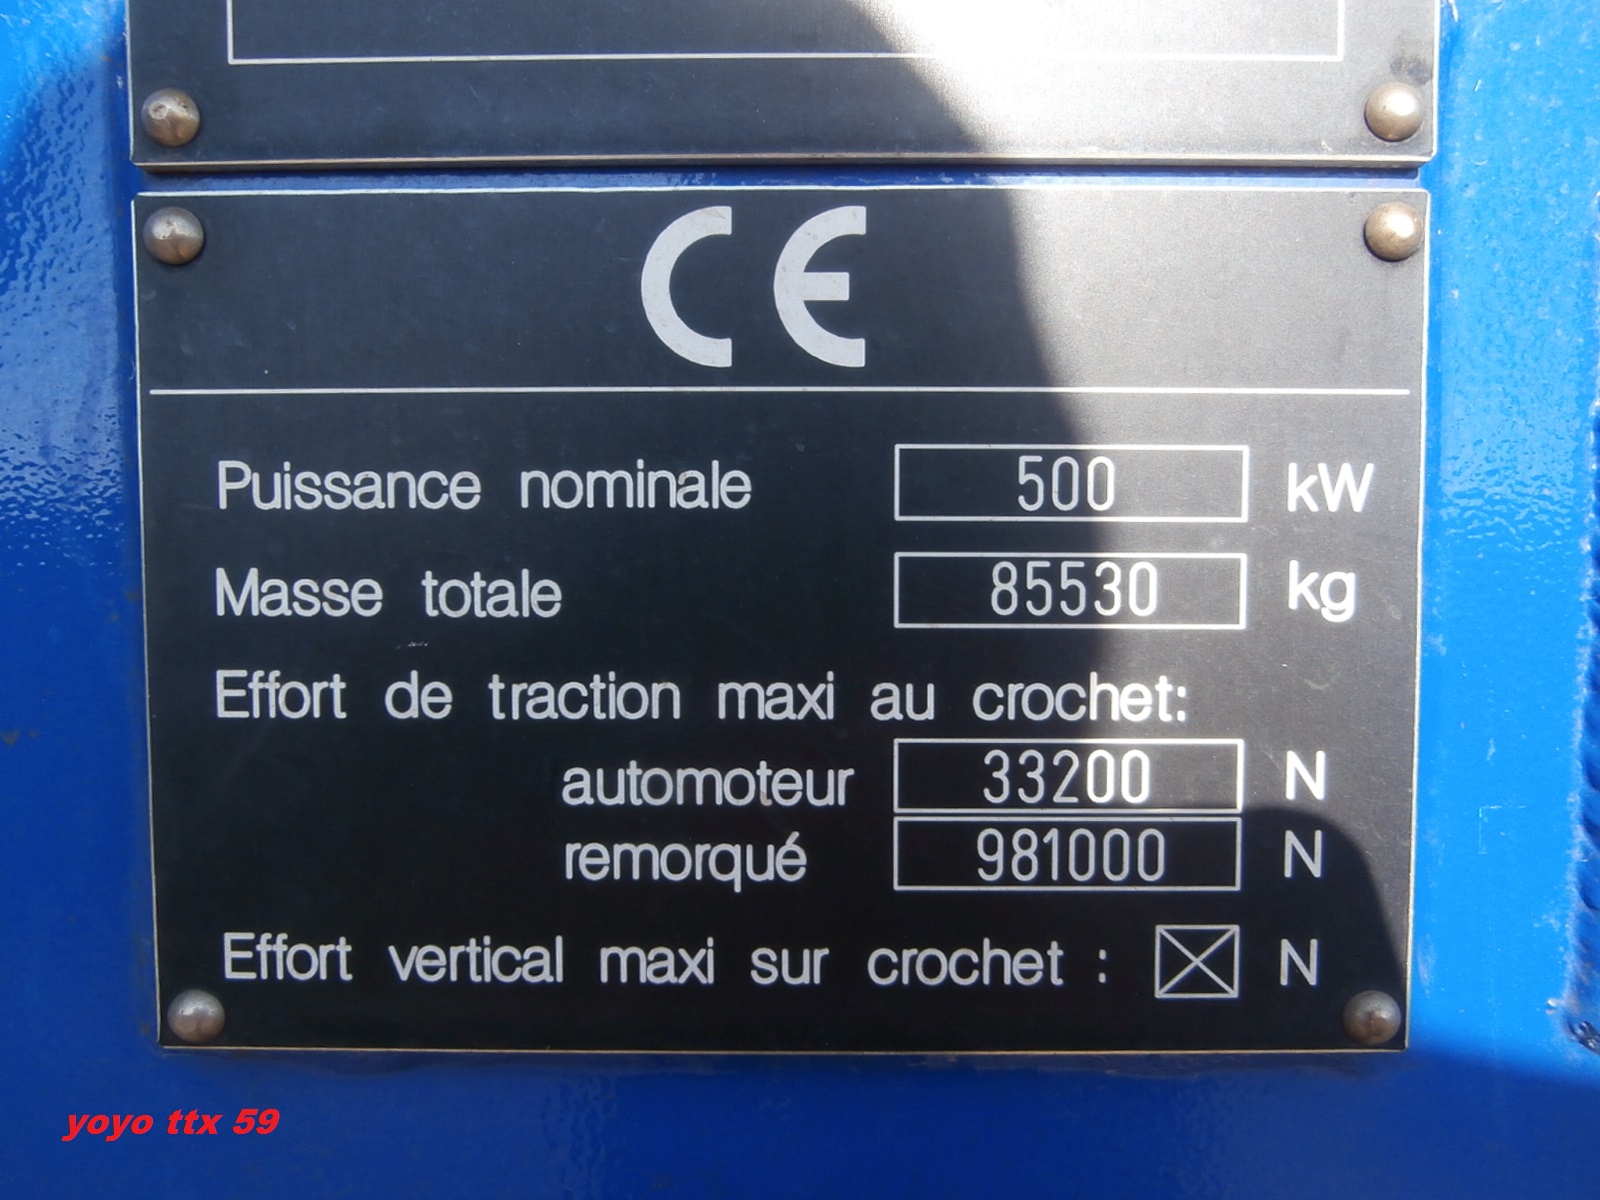 CE
Puissance nominale 500 kW
Masse totale 85530 kg
Effort de traction maxi au crochet:
automoteur 33200 N
remorqué 981000 N
Effort vertical maxi sur crochet : N
yoyo ttx 59